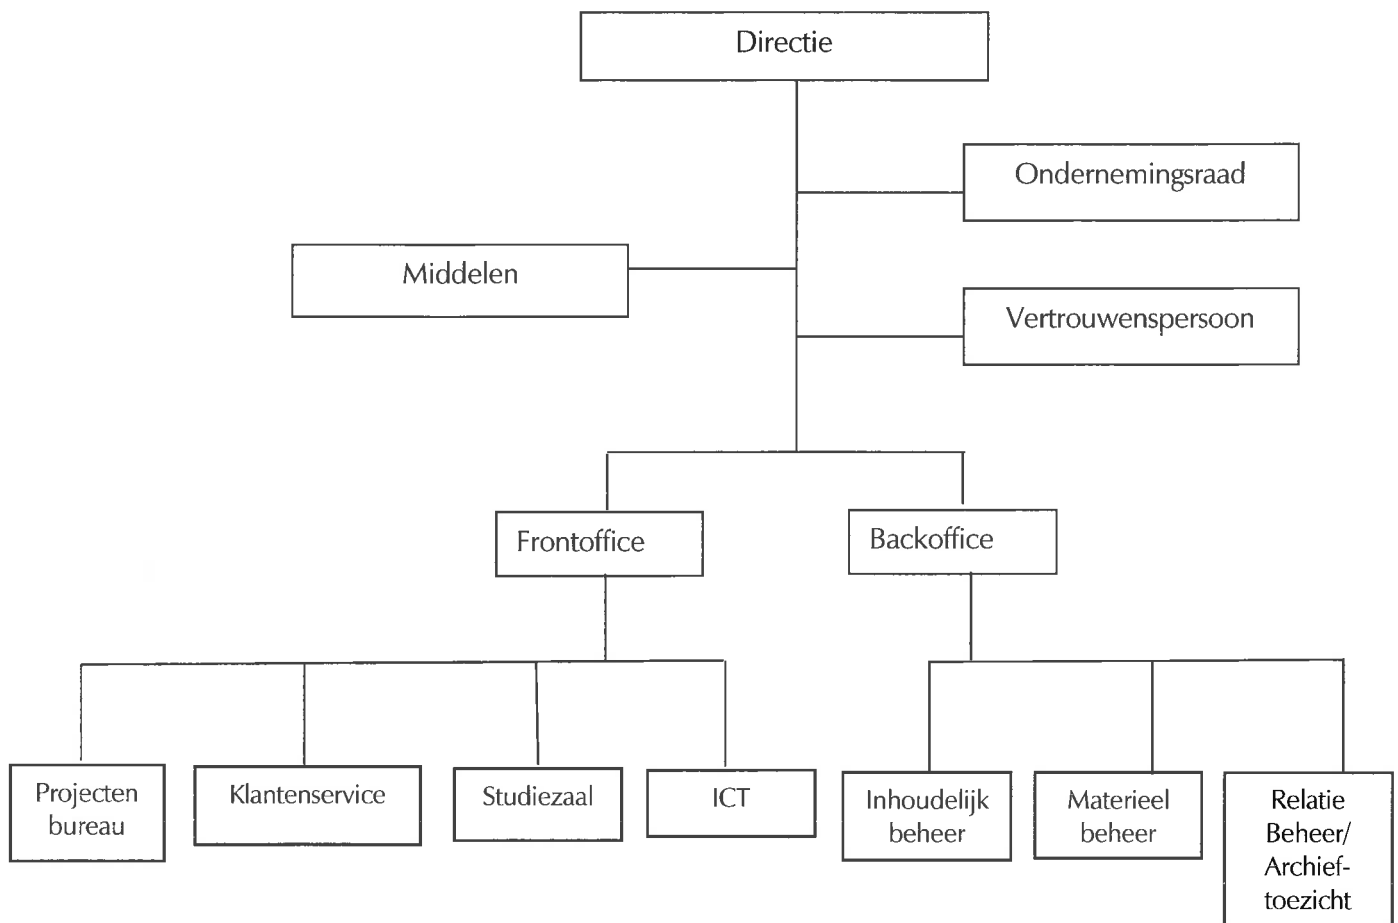 Directie
Ondernemingsraad
Middelen
Vertrouwenspersoon
Frontoffice
Backoffice
Projecten
bureau
Klantenservice
Studiezaal
ICT
Inhoudelijk
beheer
Materieel
beheer
Relatie
Beheer/
Archief-
toezicht